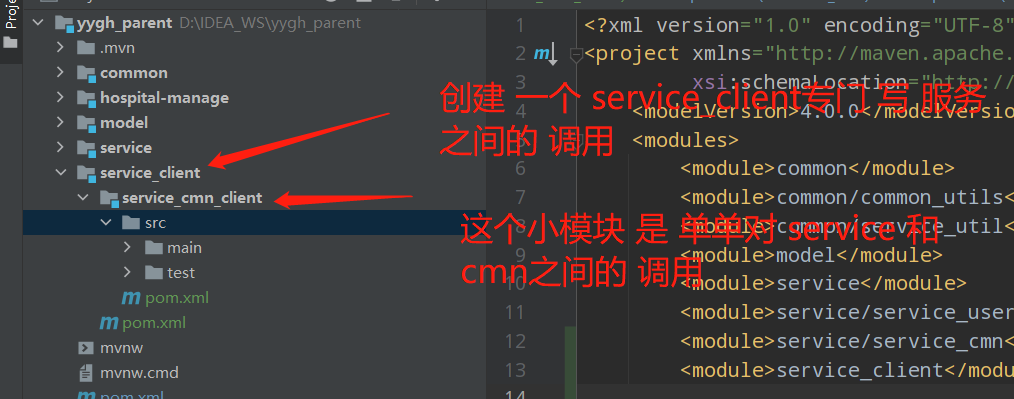 Project
yygh_parent D:\IDEA_WS\yygh_parent
.mvn
common
hospital-manage
model
service
service_client
service_cmn_client
src
main
test
pom.xml
pom.xml
mvnw
mvnw.cmd
pom.xml
1 <?xml version="1.0" encoding="UTF-8"
2 <project xmlns="http://maven.apache.
xsi:schemaLocation="http://
<modelVersion>4.0.0</modelVersion
<modules>
6 <module>common</module>
7 <module>common/common_utils<
8 <module>common/service_util<
9 <module>model</module>
10 <module>service</module>
11 <module>service/service_user
12 <module>service/service_cmn<
13 <module>service_client</modu
14
创建 一个 service_client专门 写 服务
之间的 调用
这个小模块 是 单单对 service 和
cmn之间的 调用